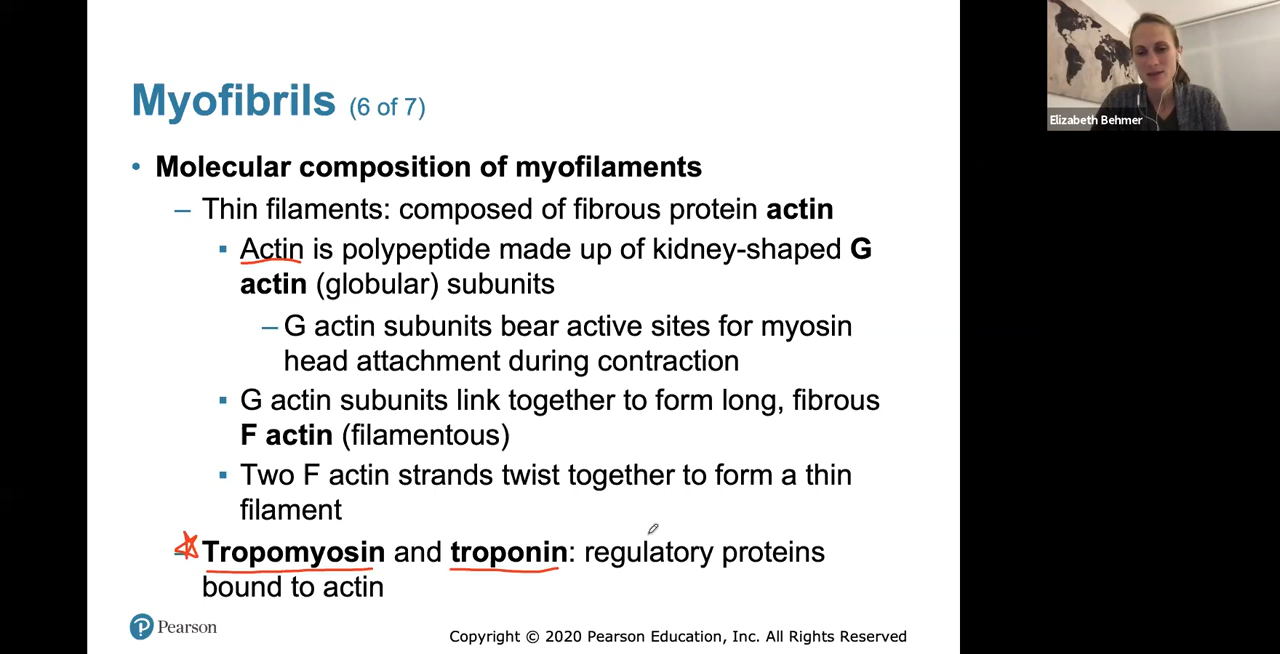 Myofibrils (6 of 7)
• Molecular composition of myofilaments
– Thin filaments: composed of fibrous protein actin
▪ Actin is polypeptide made up of kidney-shaped G
actin (globular) subunits
– G actin subunits bear active sites for myosin
head attachment during contraction
▪ G actin subunits link together to form long, fibrous
F actin (filamentous)
▪ Two F actin strands twist together to form a thin
filament
– Tropomyosin and troponin: regulatory proteins
bound to actin
P Pearson
Copyright © 2020 Pearson Education, Inc. All Rights Reserved
Elizabeth Behmer